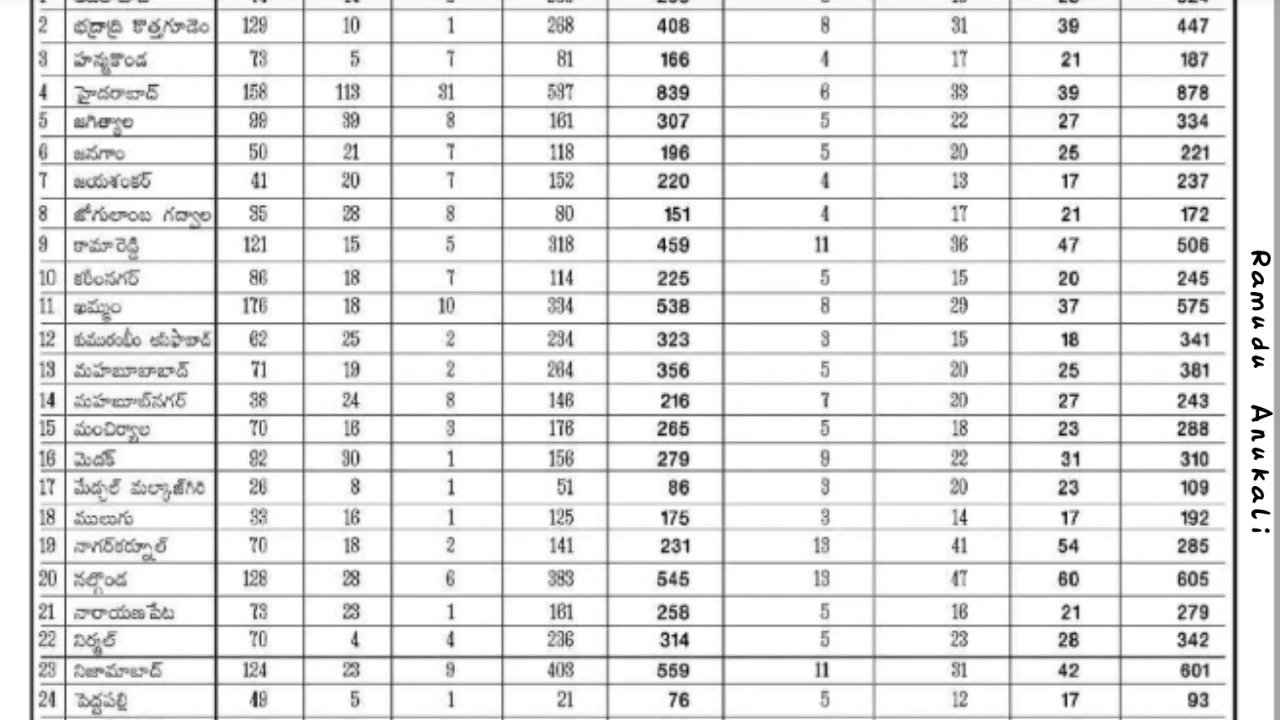 2 భద్రాద్రి కొత్తగూడెం 129 10 1 268 408 8 31 39 447
3 హన్మకొండ 73 5 7 81 166 4 17 21 187
4 హైదరాబాద్ 158 113 31 537 839 6 33 39 878
5 జగిత్యాల 99 39 8 161 307 5 22 27 334
6 జనగాం 50 21 7 118 196 5 20 25 221
7 జయశంకర్ 41 20 7 152 220 4 13 17 237
8 జోగులాంబ గద్వాల 35 28 8 80 151 4 17 21 172
9 కామారెడ్డి 121 15 5 318 459 11 36 47 506
10 కరీంనగర్ 86 18 7 114 225 5 15 20 245
11 ఖమ్మం 176 18 10 334 538 8 29 37 575
12 కుమురంభీం ఆసిఫాబాద్ 62 25 2 234 323 3 15 18 341
13 మహబూబాబాద్ 71 19 2 264 356 5 20 25 381
14 మహబూబ్‌నగర్ 38 24 8 146 216 7 20 27 243
15 మంచిర్యాల 70 16 3 176 265 5 18 23 288
16 మెదక్ 92 30 1 156 279 9 22 31 310
17 మేడ్చల్ మల్కాజ్‌గిరి 26 8 1 51 86 3 20 23 109
18 ములుగు 33 16 1 125 175 3 14 17 192
19 నాగర్‌కర్నూల్ 70 18 2 141 231 13 41 54 285
20 నల్గొండ 128 28 6 383 545 13 47 60 605
21 నారాయణపేట 73 23 1 161 258 5 16 21 279
22 నిర్మల్ 70 4 4 236 314 5 23 28 342
23 నిజామాబాద్ 124 23 9 403 559 11 31 42 601
24 పెద్దపల్లి 49 5 1 21 76 5 12 17 93
Ramudu Anukali